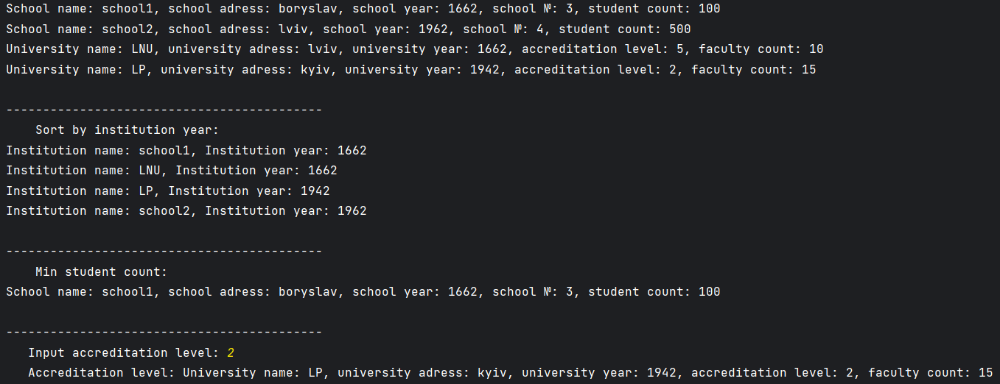 School name: school1, school adress: boryslav, school year: 1662, school №: 3, student count: 100
School name: school2, school adress: lviv, school year: 1962, school №: 4, student count: 500
University name: LNU, university adress: lviv, university year: 1662, accreditation level: 5, faculty count: 10
University name: LP, university adress: kyiv, university year: 1942, accreditation level: 2, faculty count: 15
-------------------------------------------
Sort by institution year:
Institution name: school1, Institution year: 1662
Institution name: LNU, Institution year: 1662
Institution name: LP, Institution year: 1942
Institution name: school2, Institution year: 1962
-------------------------------------------
Min student count:
School name: school1, school adress: boryslav, school year: 1662, school №: 3, student count: 100
-------------------------------------------
Input accreditation level: 2
Accreditation level: University name: LP, university adress: kyiv, university year: 1942, accreditation level: 2, faculty count: 15